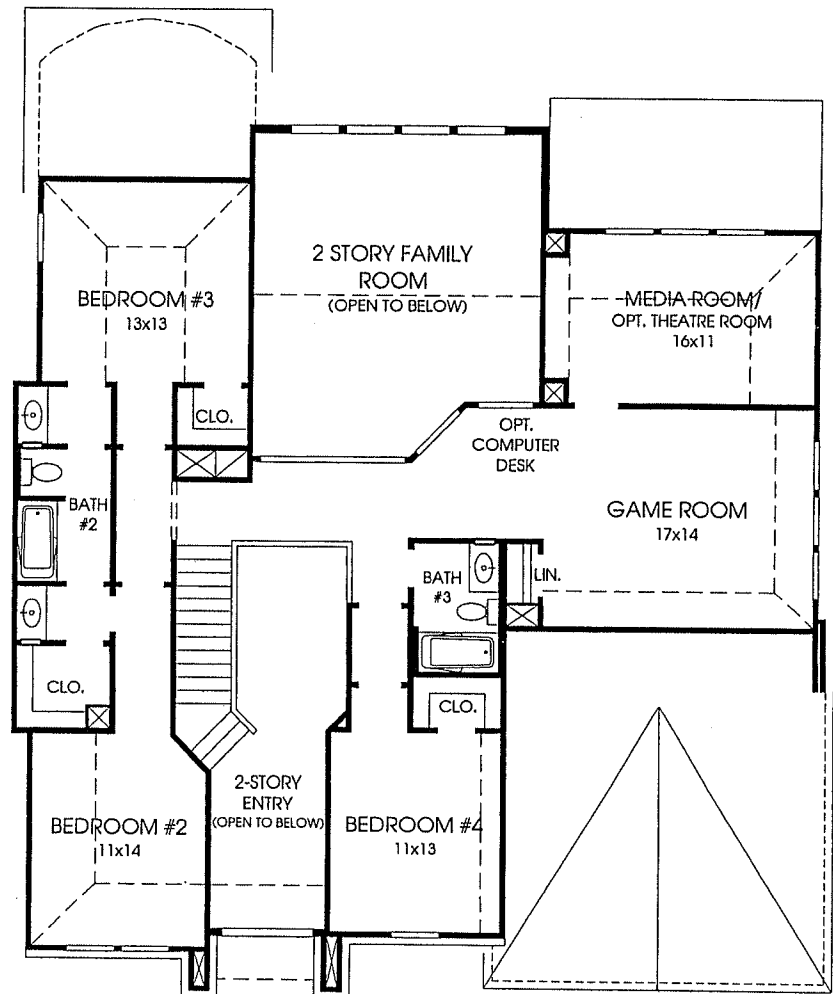 2 STORY FAMILY
ROOM
(OPEN TO BELOW)
BEDROOM #3
13x13
MEDIA ROOM/
OPT. THEATRE ROOM
16x11
CLO.
OPT.
COMPUTER
DESK
BATH
#2
GAME ROOM
17x14
BATH
#3
LIN.
CLO.
CLO.
2-STORY
ENTRY
(OPEN TO BELOW)
BEDROOM #2
11x14
BEDROOM #4
11x13